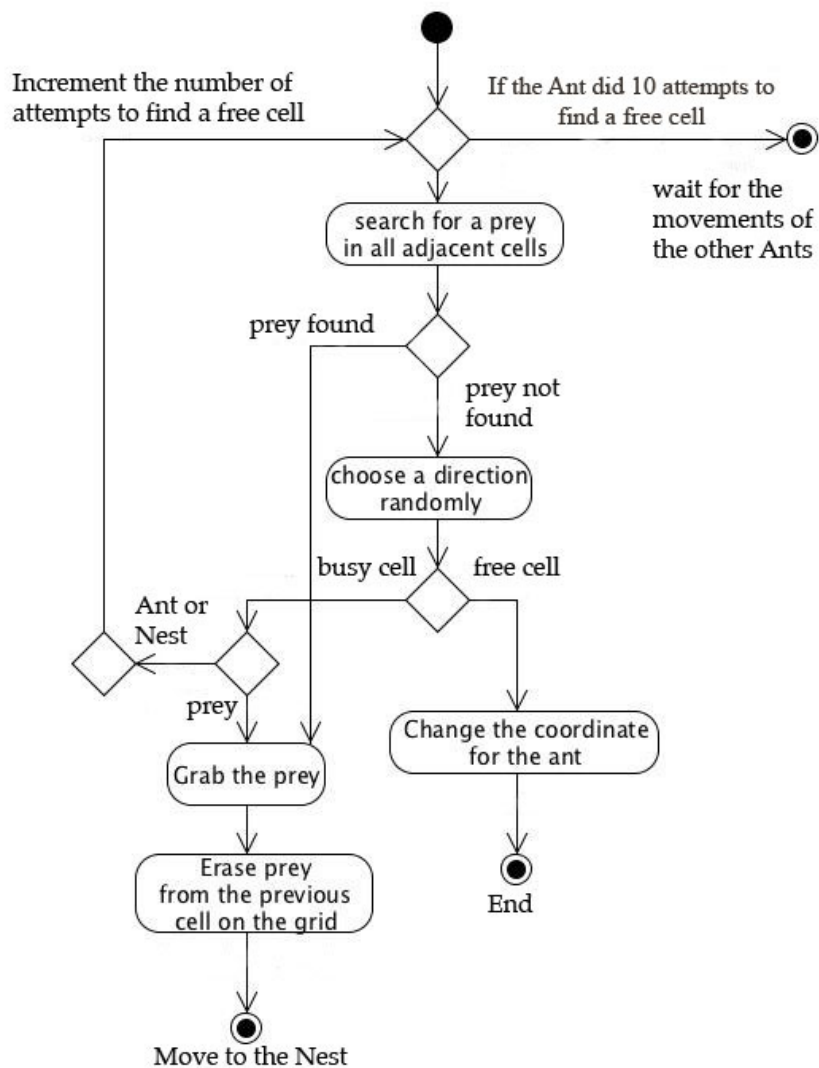 Increment the number of
attempts to find a free cell
If the Ant did 10 attempts to
find a free cell
wait for the
movements of
the other Ants
search for a prey
in all adjacent cells
prey found
prey not
found
choose a direction
randomly
busy cell
free cell
Ant or
Nest
prey
Grab the prey
Change the coordinate
for the ant
Erase prey
from the previous
cell on the grid
End
Move to the Nest